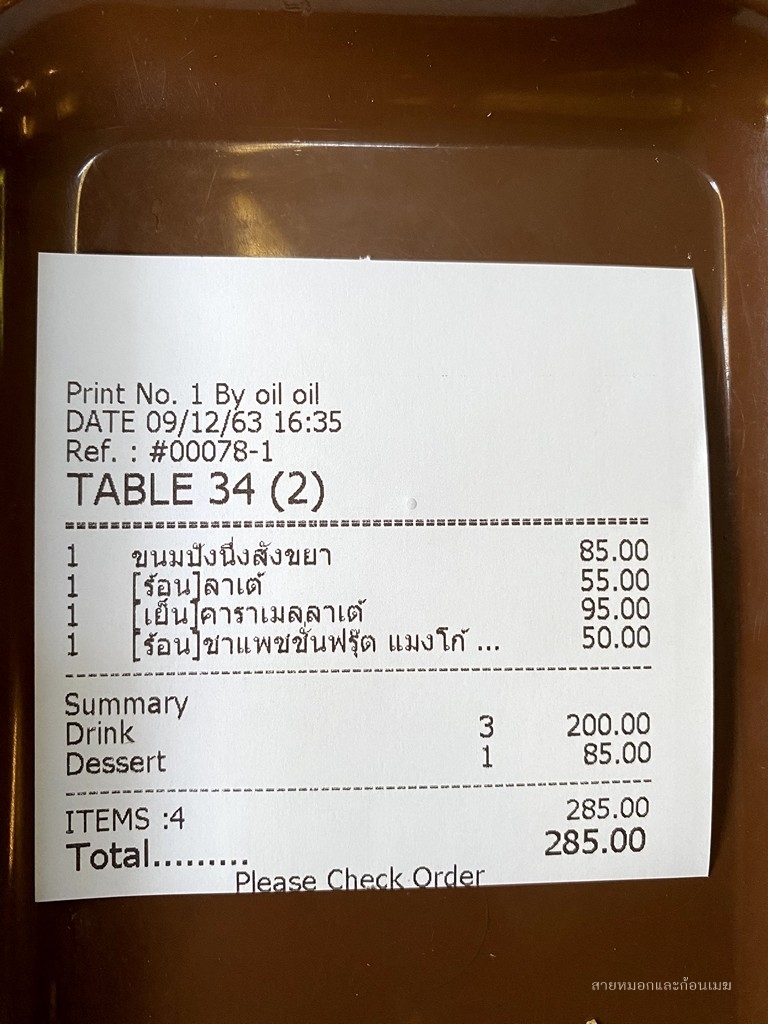 Print No. 1 By oil oil
DATE 09/12/63 16:35
Ref. : #00078-1
TABLE 34 (2)
1 ขนมปังนึ่งสังขยา 85.00
1 [ร้อน]ลาเต้ 55.00
1 [เย็น]คาราเมลลาเต้ 95.00
1 [ร้อน]ชาแพชชั่นฟรุ๊ต แมงโก้ ... 50.00
Summary
Drink 3 200.00
Dessert 1 85.00
ITEMS :4 285.00
Total......... 285.00
Please Check Order
สายหมอกและก้อนเมฆ